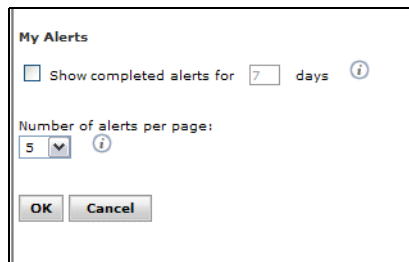 My Alerts
Show completed alerts for 7 days i
Number of alerts per page:
5 i
OK Cancel